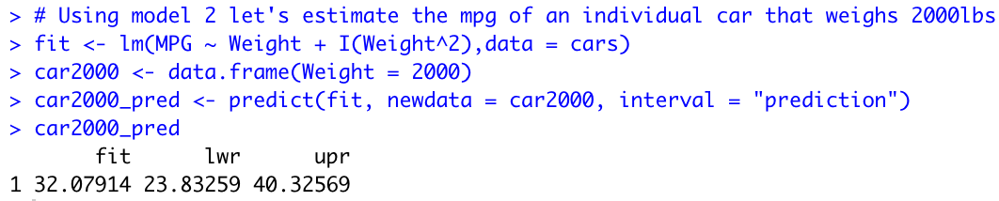 > # Using model 2 let's estimate the mpg of an individual car that weighs 2000lbs
> fit <- lm(MPG ~ Weight + I(Weight^2),data = cars)
> car2000 <- data.frame(Weight = 2000)
> car2000_pred <- predict(fit, newdata = car2000, interval = "prediction")
> car2000_pred
       fit      lwr      upr
1 32.07914 23.83259 40.32569